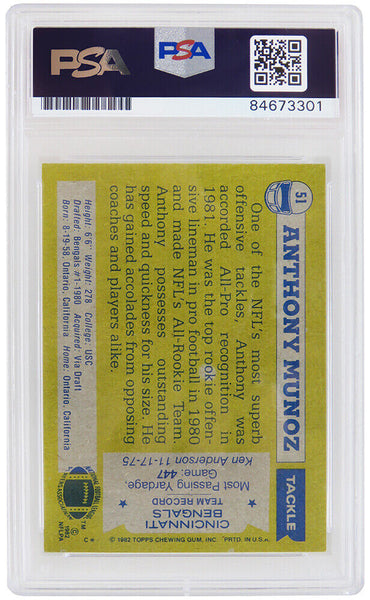 PSA
PSA
84673301
51
ANTHONY MUNOZ
TACKLE
One of the NFL's most superb
offensive tackles, Anthony was
accorded All-Pro recognition in
1981. He was the top rookie offen-
sive lineman in pro football in 1980
and made NFL's All-Rookie Team.
Anthony possesses outstanding
speed and quickness for his size. He
has gained accolades from opposing
coaches and players alike.
Height: 6'6" Weight: 278 College: USC
Drafted: Bengals #1-1980 Acquired: Via Draft
Born: 8-19-58, Ontario, California Home: Ontario, California
CINCINNATI
BENGALS
TEAM RECORD
Most Passing Yardage,
Game: 447
Ken Anderson 11-17-75
© 1982 TOPPS CHEWING GUM, INC. PRTD. IN U.S.A.
TM
© 1982
NFLPA
C*